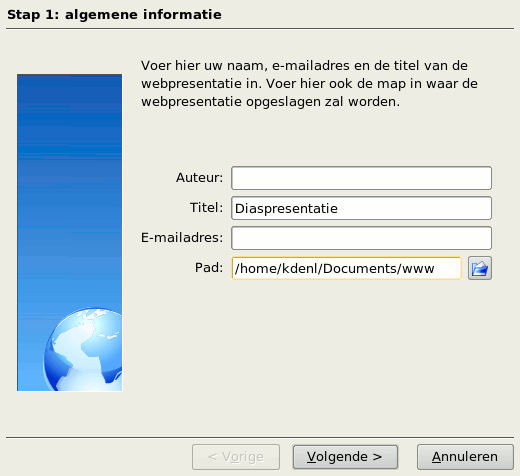 Stap 1: algemene informatie
Voer hier uw naam, e-mailadres en de titel van de
webpresentatie in. Voer hier ook de map in waar de
webpresentatie opgeslagen zal worden.
Auteur:
Titel: Diaspresentatie
E-mailadres:
Pad: /home/kdenl/Documents/www
< Vorige Volgende > Annuleren